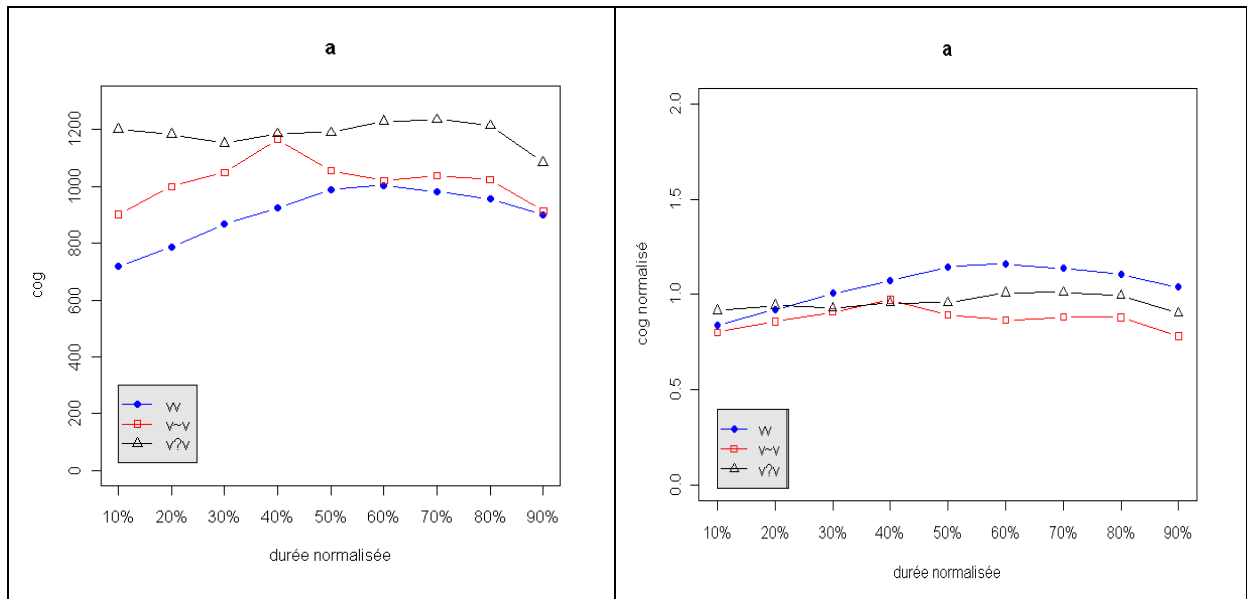 a
cog
1200
1000
800
600
400
200
0
vv
v~v
v?v
10% 20% 30% 40% 50% 60% 70% 80% 90%
durée normalisée
a
cog normalisé
2.0
1.5
1.0
0.5
0.0
vv
v~v
v?v
10% 20% 30% 40% 50% 60% 70% 80% 90%
durée normalisée